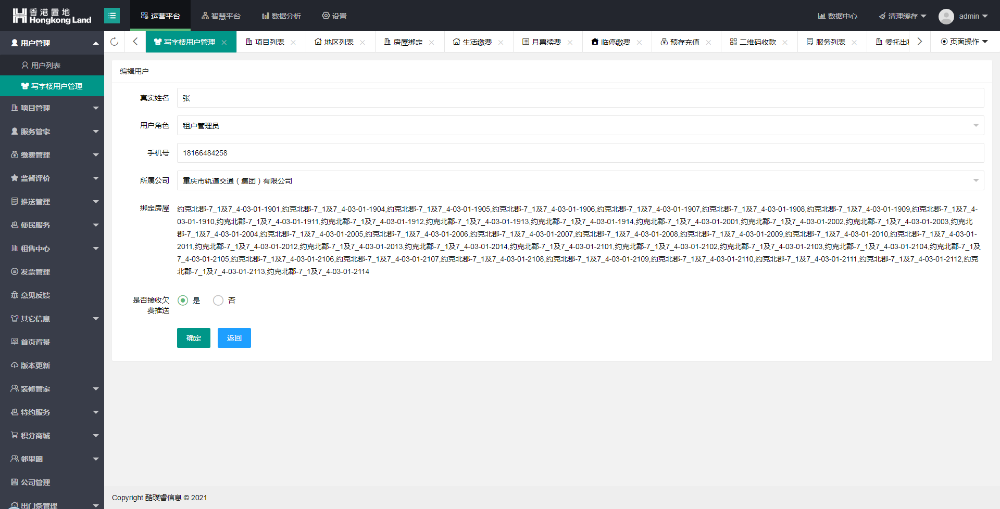 香港置地
Hongkong Land
运营平台
智慧平台
数据分析
设置
数据中心
清理缓存
admin
用户管理
写字楼用户管理
项目列表
地区列表
房屋绑定
生活缴费
月票续费
临停缴费
预存充值
二维码收款
服务列表
委托出
页面操作
用户列表
写字楼用户管理
项目管理
服务管家
缴费管理
监督评价
推送管理
便民服务
租售中心
发票管理
意见反馈
其它信息
首页背景
版本更新
装修管家
特约服务
积分商城
邻里圈
公司管理
出门条管理
编辑用户
真实姓名
张
用户角色
租户管理员
手机号
18166484258
所属公司
重庆市轨道交通（集团）有限公司
绑定房屋
约克北郡-7_1及7_4-03-01-1901,约克北郡-7_1及7_4-03-01-1904,约克北郡-7_1及7_4-03-01-1905,约克北郡-7_1及7_4-03-01-1906,约克北郡-7_1及7_4-03-01-1907,约克北郡-7_1及7_4-03-01-1908,约克北郡-7_1及7_4-03-01-1909,约克北郡-7_1及7_4-
03-01-1910,约克北郡-7_1及7_4-03-01-1911,约克北郡-7_1及7_4-03-01-1912,约克北郡-7_1及7_4-03-01-1913,约克北郡-7_1及7_4-03-01-1914,约克北郡-7_1及7_4-03-01-2001,约克北郡-7_1及7_4-03-01-2002,约克北郡-7_1及7_4-03-01-2003,约克北
郡-7_1及7_4-03-01-2004,约克北郡-7_1及7_4-03-01-2005,约克北郡-7_1及7_4-03-01-2006,约克北郡-7_1及7_4-03-01-2007,约克北郡-7_1及7_4-03-01-2008,约克北郡-7_1及7_4-03-01-2009,约克北郡-7_1及7_4-03-01-2010,约克北郡-7_1及7_4-03-01-
2011,约克北郡-7_1及7_4-03-01-2012,约克北郡-7_1及7_4-03-01-2013,约克北郡-7_1及7_4-03-01-2014,约克北郡-7_1及7_4-03-01-2101,约克北郡-7_1及7_4-03-01-2102,约克北郡-7_1及7_4-03-01-2103,约克北郡-7_1及7_4-03-01-2104,约克北郡-7_1及
7_4-03-01-2105,约克北郡-7_1及7_4-03-01-2106,约克北郡-7_1及7_4-03-01-2107,约克北郡-7_1及7_4-03-01-2108,约克北郡-7_1及7_4-03-01-2109,约克北郡-7_1及7_4-03-01-2110,约克北郡-7_1及7_4-03-01-2111,约克北郡-7_1及7_4-03-01-2112,约克
北郡-7_1及7_4-03-01-2113,约克北郡-7_1及7_4-03-01-2114
是否接收欠
费推送
是
否
确定
返回
Copyright 酷璞睿信息 © 2021